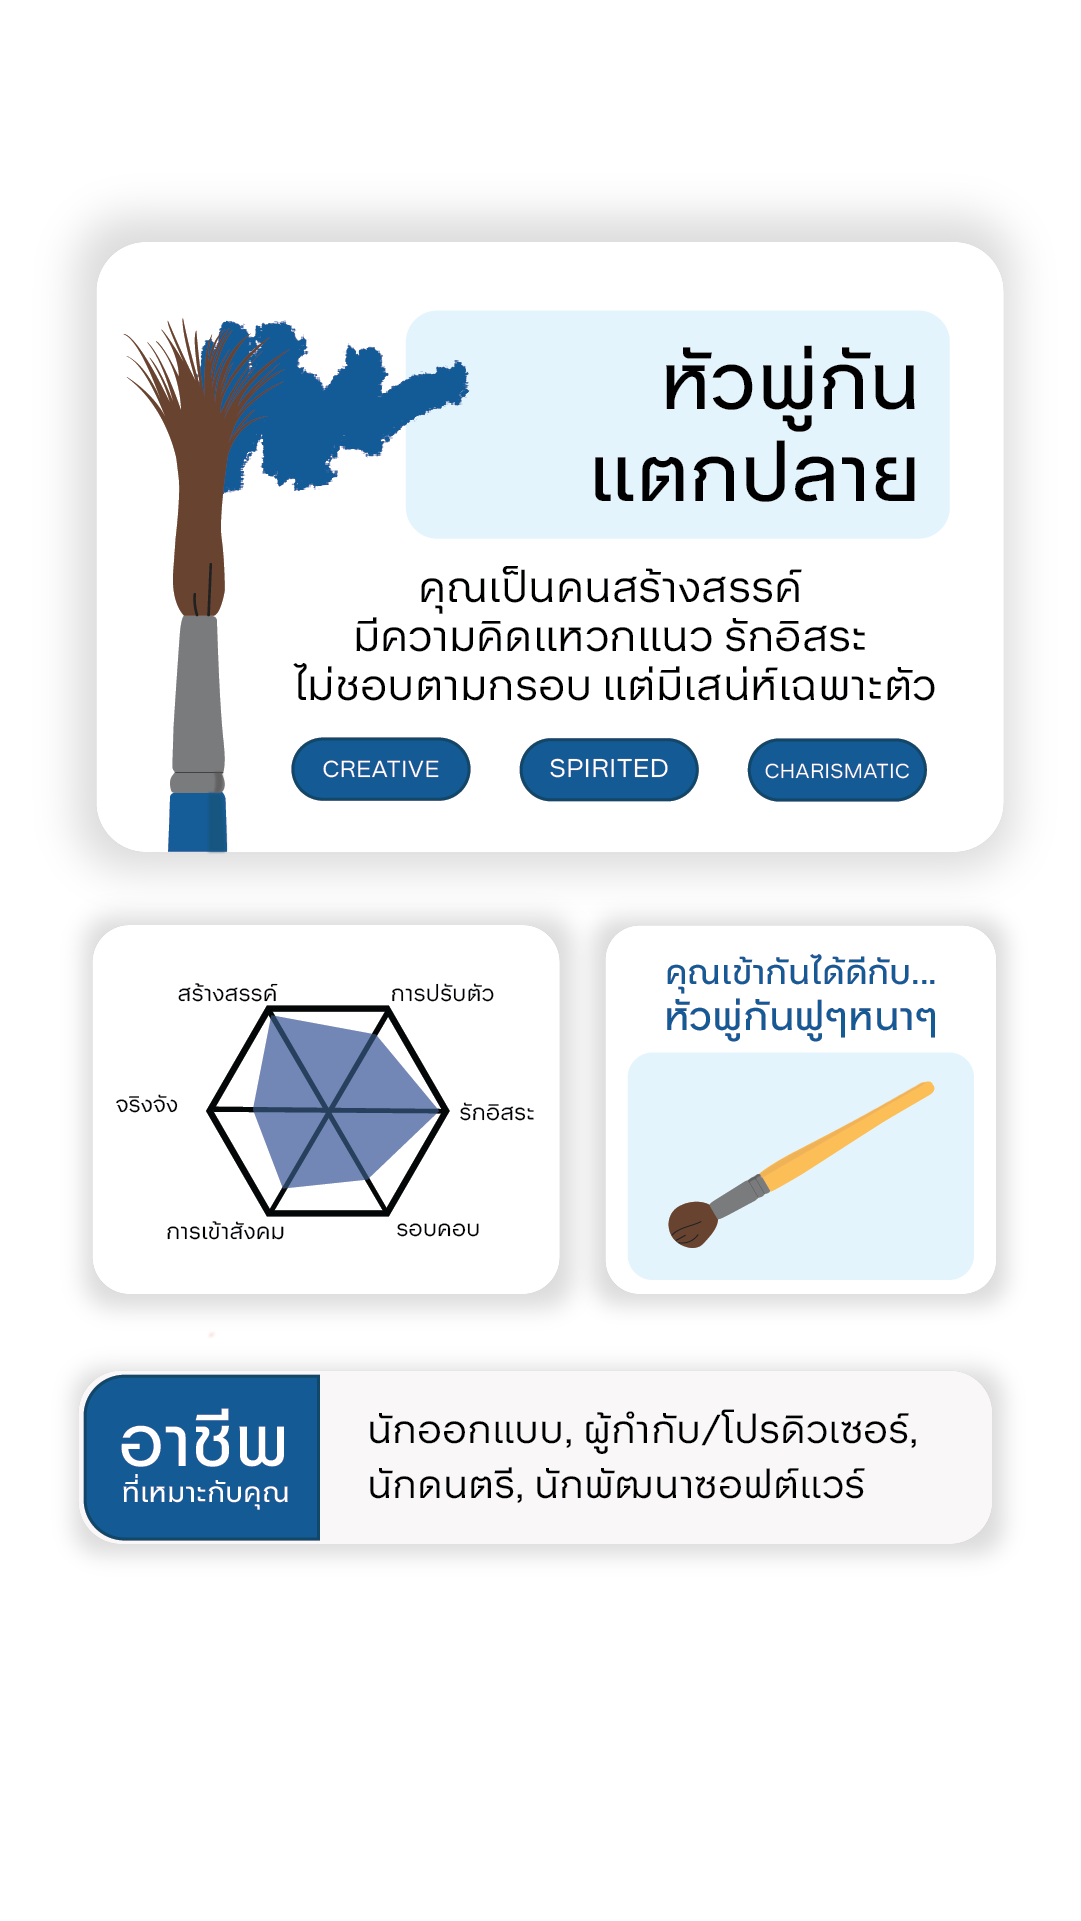 หัวพู่กัน
แตกปลาย
คุณเป็นคนสร้างสรรค์
มีความคิดแหวกแนว รักอิสระ
ไม่ชอบตามกรอบ แต่มีเสน่ห์เฉพาะตัว
CREATIVE
SPIRITED
CHARISMATIC
สร้างสรรค์
การปรับตัว
จริงจัง
รักอิสระ
การเข้าสังคม
รอบคอบ
คุณเข้ากันได้ดีกับ...
หัวพู่กันฟูๆหนาๆ
อาชีพ
ที่เหมาะกับคุณ
นักออกแบบ, ผู้กำกับ/โปรดิวเซอร์,
นักดนตรี, นักพัฒนาซอฟต์แวร์